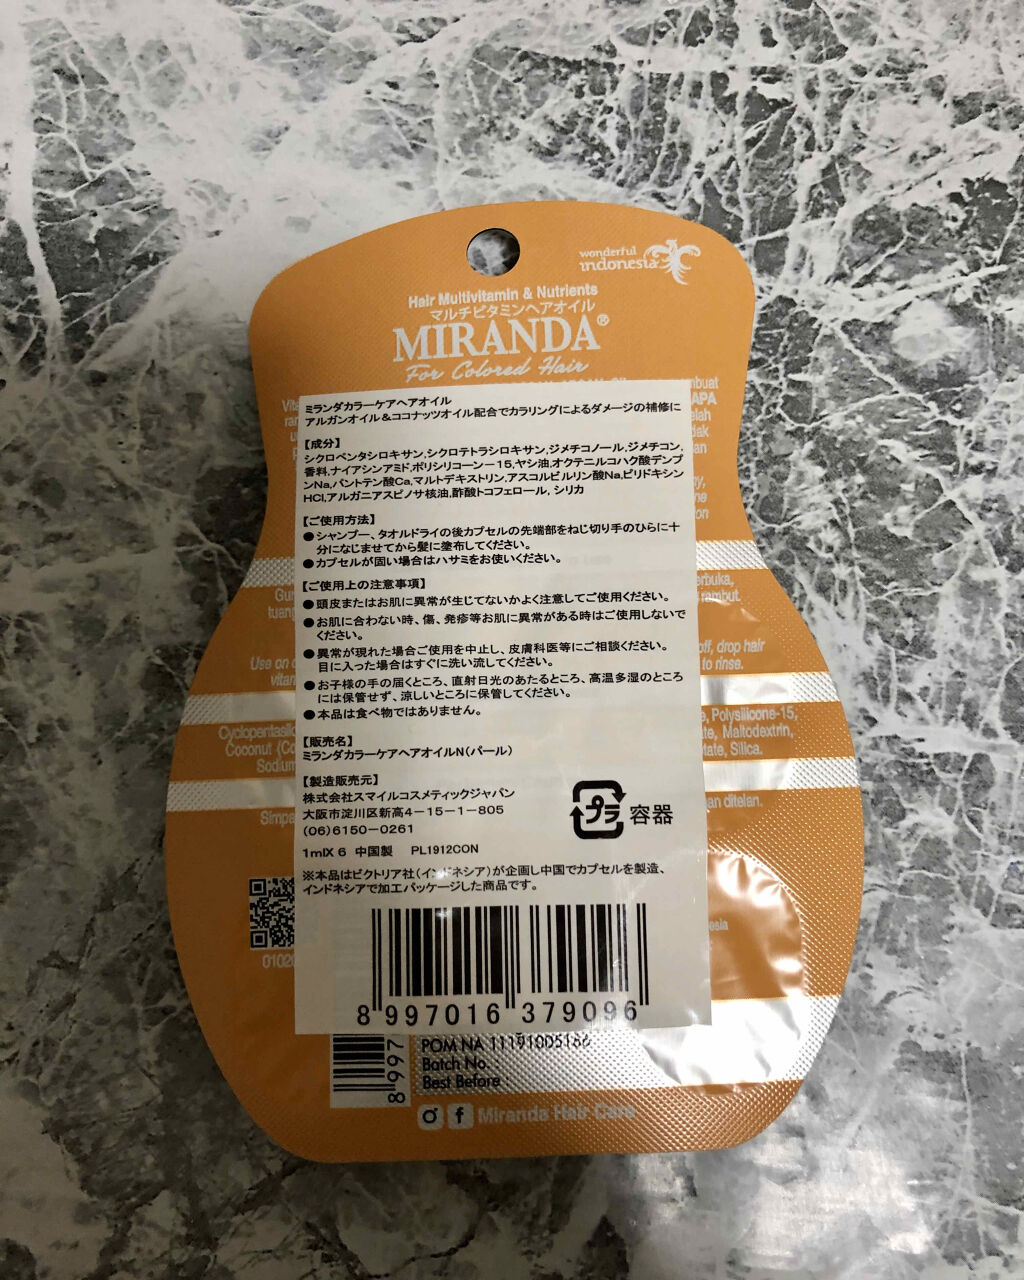 wonderful
indonesia
Hair Multivitamin & Nutrients
マルチビタミンヘアオイル
MIRANDA®
For Colored Hair
ミランダカラーケアヘアオイル
アルガンオイル&ココナッツオイル配合でカラリングによるダメージの補修に
【成分】
シクロペンタシロキサン,シクロテトラシロキサン,ジメチコノール,ジメチコン,
香料,ナイアシンアミド,ポリシリコーンー15,ヤシ油,オクテニルコハク酸デンプ
ンNa,パントテン酸Ca,マルトデキストリン,アスコルビルリン酸Na,ピリドキシン
HCl,アルガニアスピノサ核油,酢酸トコフェロール, シリカ
【ご使用方法】
●シャンプー、タオルドライの後カプセルの先端部をねじ切り手のひらに十
分になじませてから髪に塗布してください。
●カプセルが固い場合はハサミをお使いください。
【ご使用上の注意事項】
●頭皮またはお肌に異常が生じてないかよく注意してご使用ください。
●お肌に合わない時、傷、発疹等お肌に異常がある時はご使用しないで
ください。
●異常が現れた場合ご使用を中止し、皮膚科医等にご相談ください。
目に入った場合はすぐに洗い流してください。
●お子様の手の届くところ、直射日光のあたるところ、高温多湿のところ
には保管せず、涼しいところに保管してください。
●本品は食べ物ではありません。
【販売名】
ミランダカラーケアヘアオイルN(パール)
【製造販売元】
株式会社スマイルコスメティックジャパン
大阪市淀川区新高4-15-1-805
(06)6150-0261
1mlX 6 中国製 PL1912CON
プラ
容器
※本品はビクトリア社(インドネシア)が企画し中国でカプセルを製造、
インドネシアで加工パッケージした商品です。
8 997016 379096
Use on
off, drop hair
to rinse.
Cyclopentasilo
Polysilicone-15,
Coconut
Maltodextrin,
Sodium
Silica.
an ditelan.
8 997
POM NA 11191005166
Batch No. :
Best Before :
Miranda Hair Care